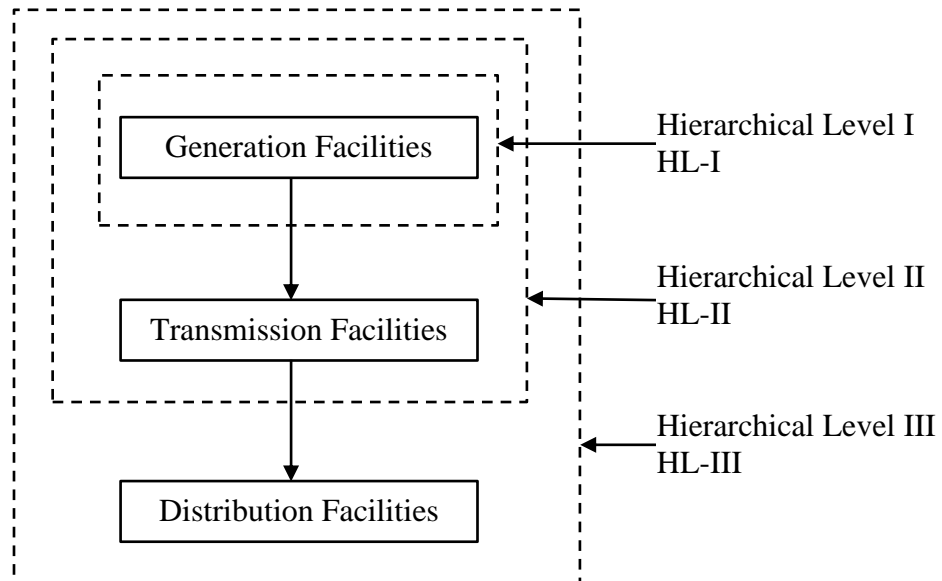 Generation Facilities
Hierarchical Level I
HL-I
Transmission Facilities
Hierarchical Level II
HL-II
Hierarchical Level III
HL-III
Distribution Facilities